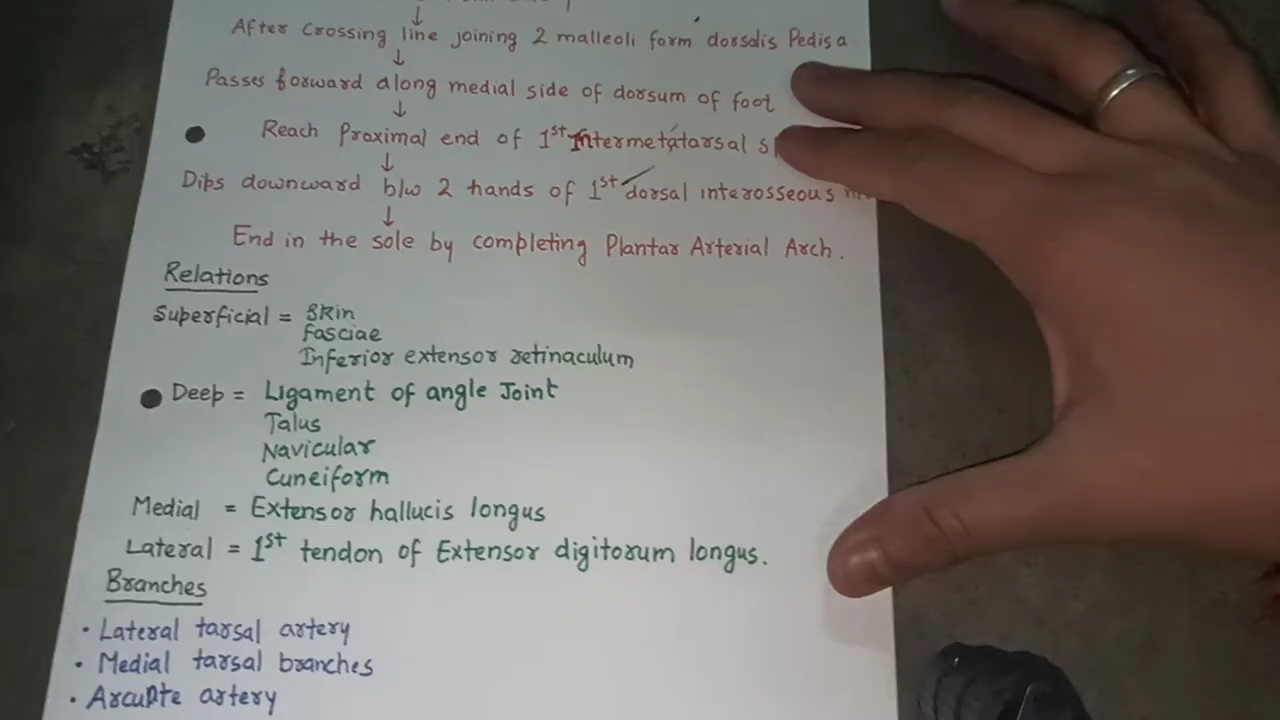 After crossing line joining 2 malleoli form dorsalis Pedis a
Passes forward along medial side of dorsum of foot
Reach Proximal end of 1st Intermetatarsal
Dips downward b/w 2 hands of 1st dorsal interosseous
End in the sole by completing Plantar Arterial Arch.
Relations
Superficial = Skin
Fasciae
Inferior extensor retinaculum
Deep = Ligament of angle Joint
Talus
Navicular
Cuneiform
Medial = Extensor hallucis longus
Lateral = 1st tendon of Extensor digitorum longus.
Branches
• Lateral tarsal artery
• Medial tarsal branches
• Arcuate artery